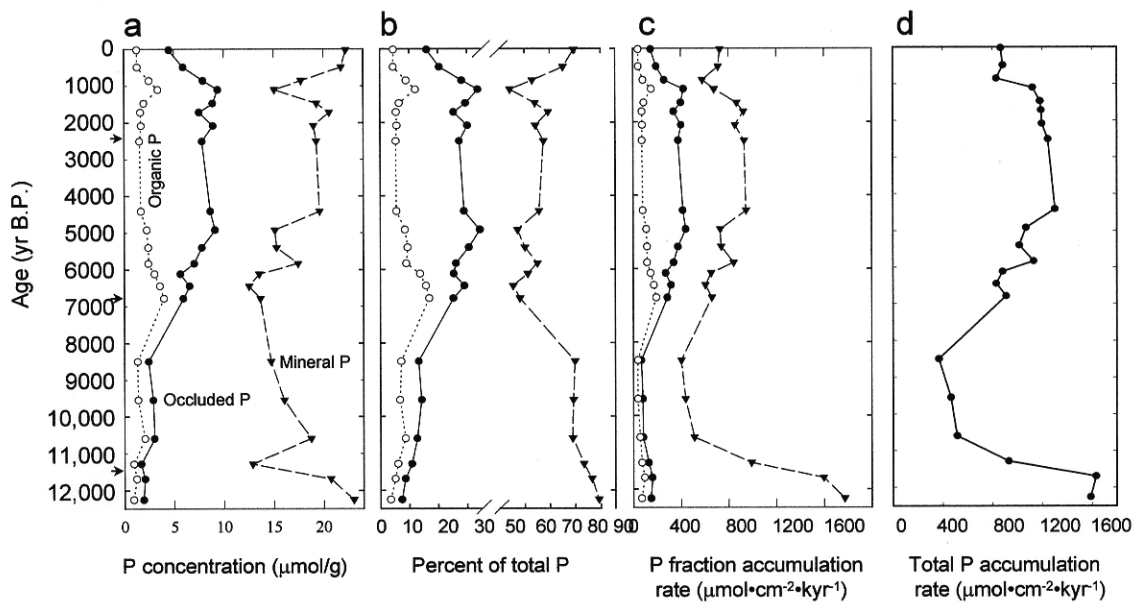 a
b
c
d
Age (yr B.P.)
0
1000
2000
3000
4000
5000
6000
7000
8000
9000
10,000
11,000
12,000
Organic P
Mineral P
Occluded P
0 5 10 15 20
0 10 20 30 50 60 70 80 90
0 400 800 1200 1600
0 400 800 1200 1600
P concentration (μmol/g)
Percent of total P
P fraction accumulation
rate (μmol•cm⁻²•kyr⁻¹)
Total P accumulation
rate (μmol•cm⁻²•kyr⁻¹)